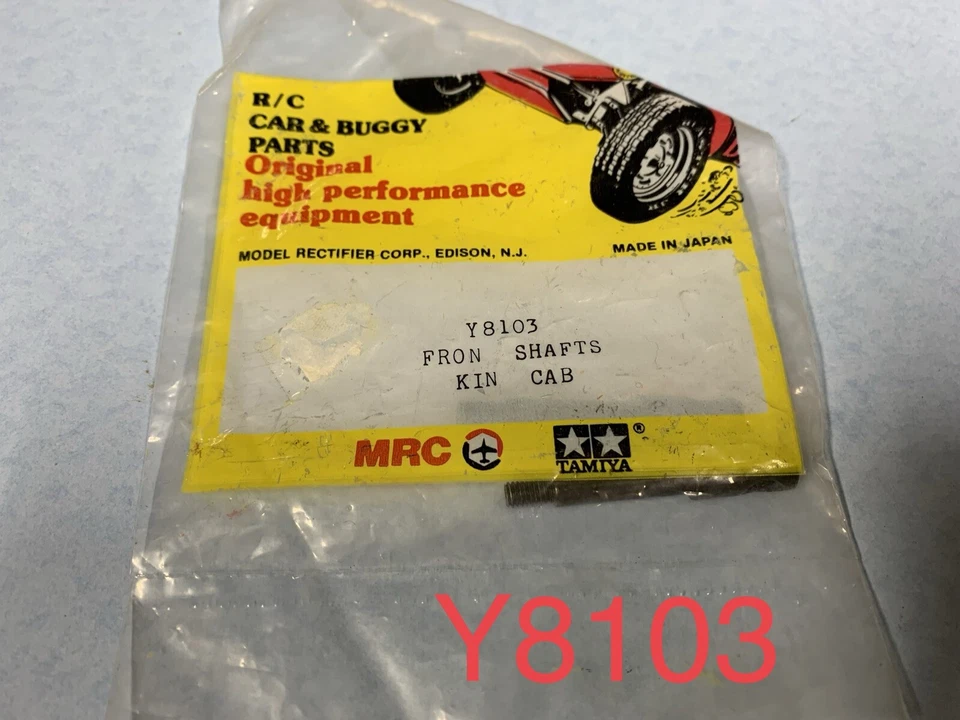 R/C
CAR & BUGGY
PARTS
Original
high performance
equipment
MODEL RECTIFIER CORP., EDISON, N.J. MADE IN JAPAN
Y8103
FRON SHAFTS
KIN CAB
MRC TAMIYA ®
Y8103